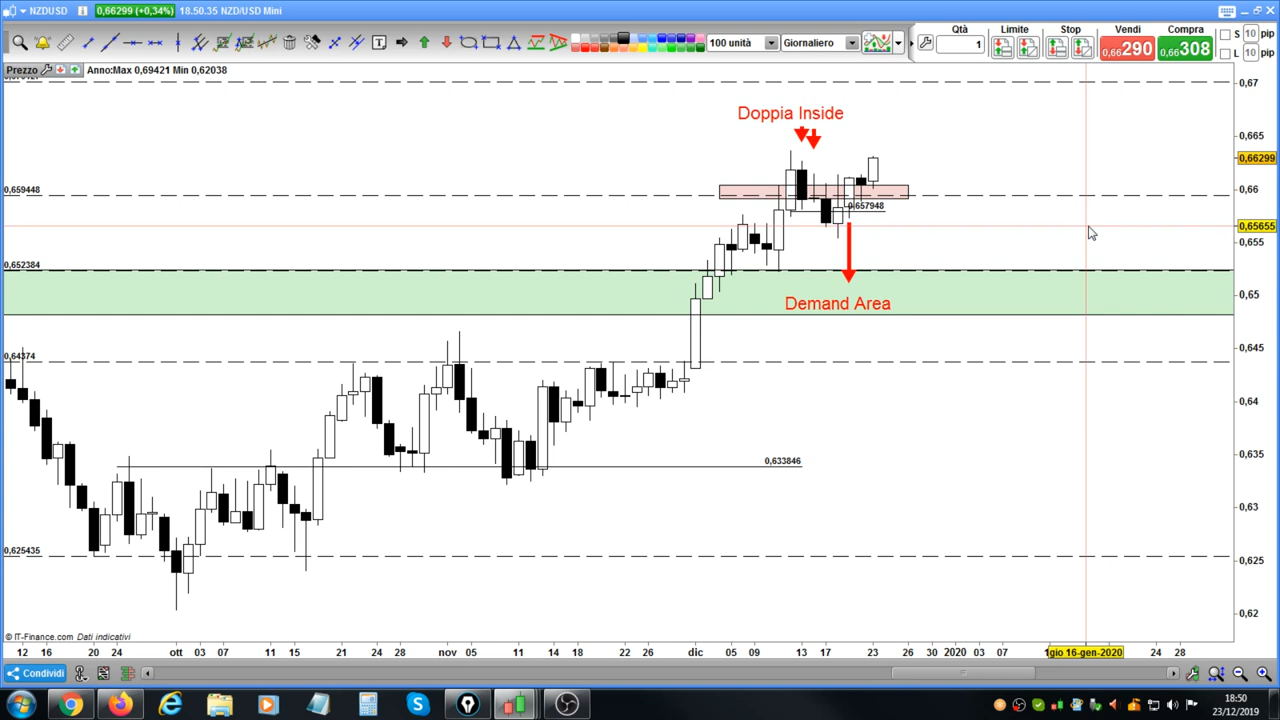 NZDUSD 0,66299 (+0,34%) 18.50.35 NZD/USD Mini
100 unità Giornaliero Qtà 1 Limite Stop Vendi Compra S 10 pip
0,66290 0,66308 L 10 pip
Prezzo Anno:Max 0,69421 Min 0,62038
0,67
Doppia Inside
0,665
0,66299
0,659448
0,66
0,657948
0,65655
0,655
0,652384
0,65
Demand Area
0,645
0,64374
0,64
0,635
0,633846
0,63
0,625435
0,625
0,62
© IT-Finance.com Dati indicativi
12 16 20 24 ott 03 07 11 15 21 24 28 nov 05 11 14 18 22 26 dic 05 09 13 17 23 26 30 2020 03 07 gio 16-gen-2020 24 28
Condividi
18:50
23/12/2019